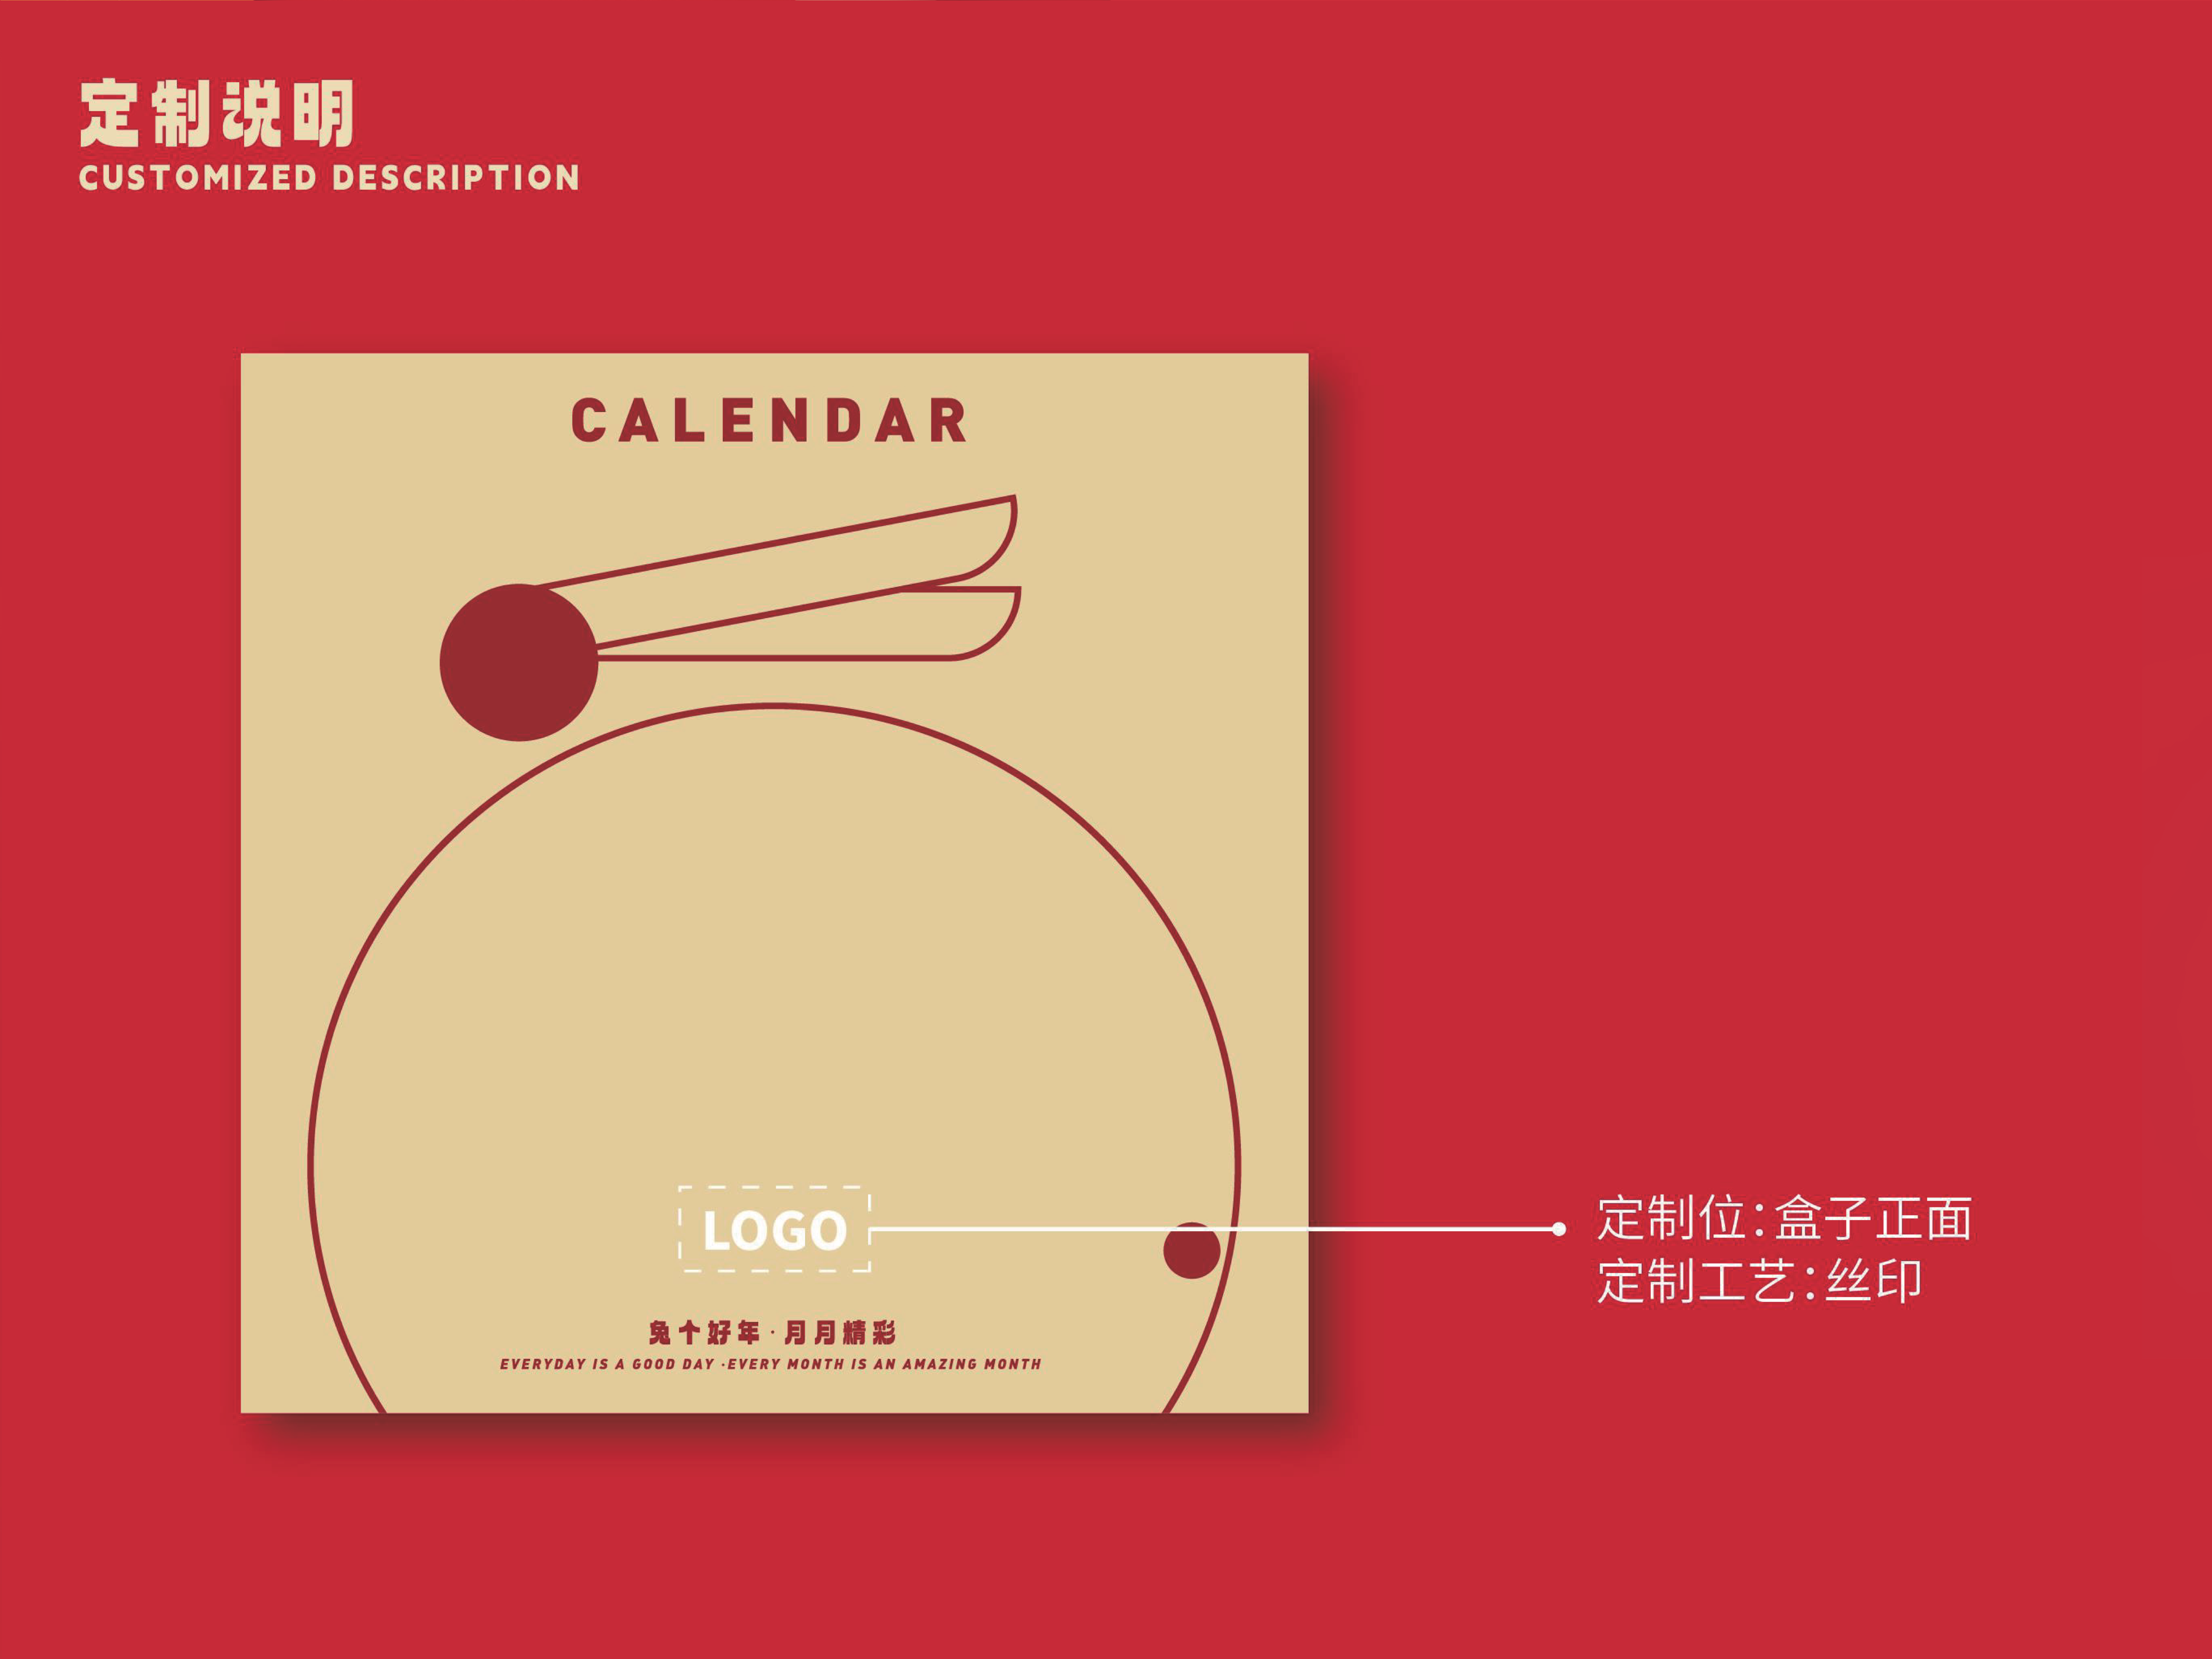 定制说明
CUSTOMIZED DESCRIPTION
CALENDAR
LOGO
定制位:盒子正面
定制工艺:丝印
兔个好年·月月精彩
EVERYDAY IS A GOOD DAY ·EVERY MONTH IS AN AMAZING MONTH